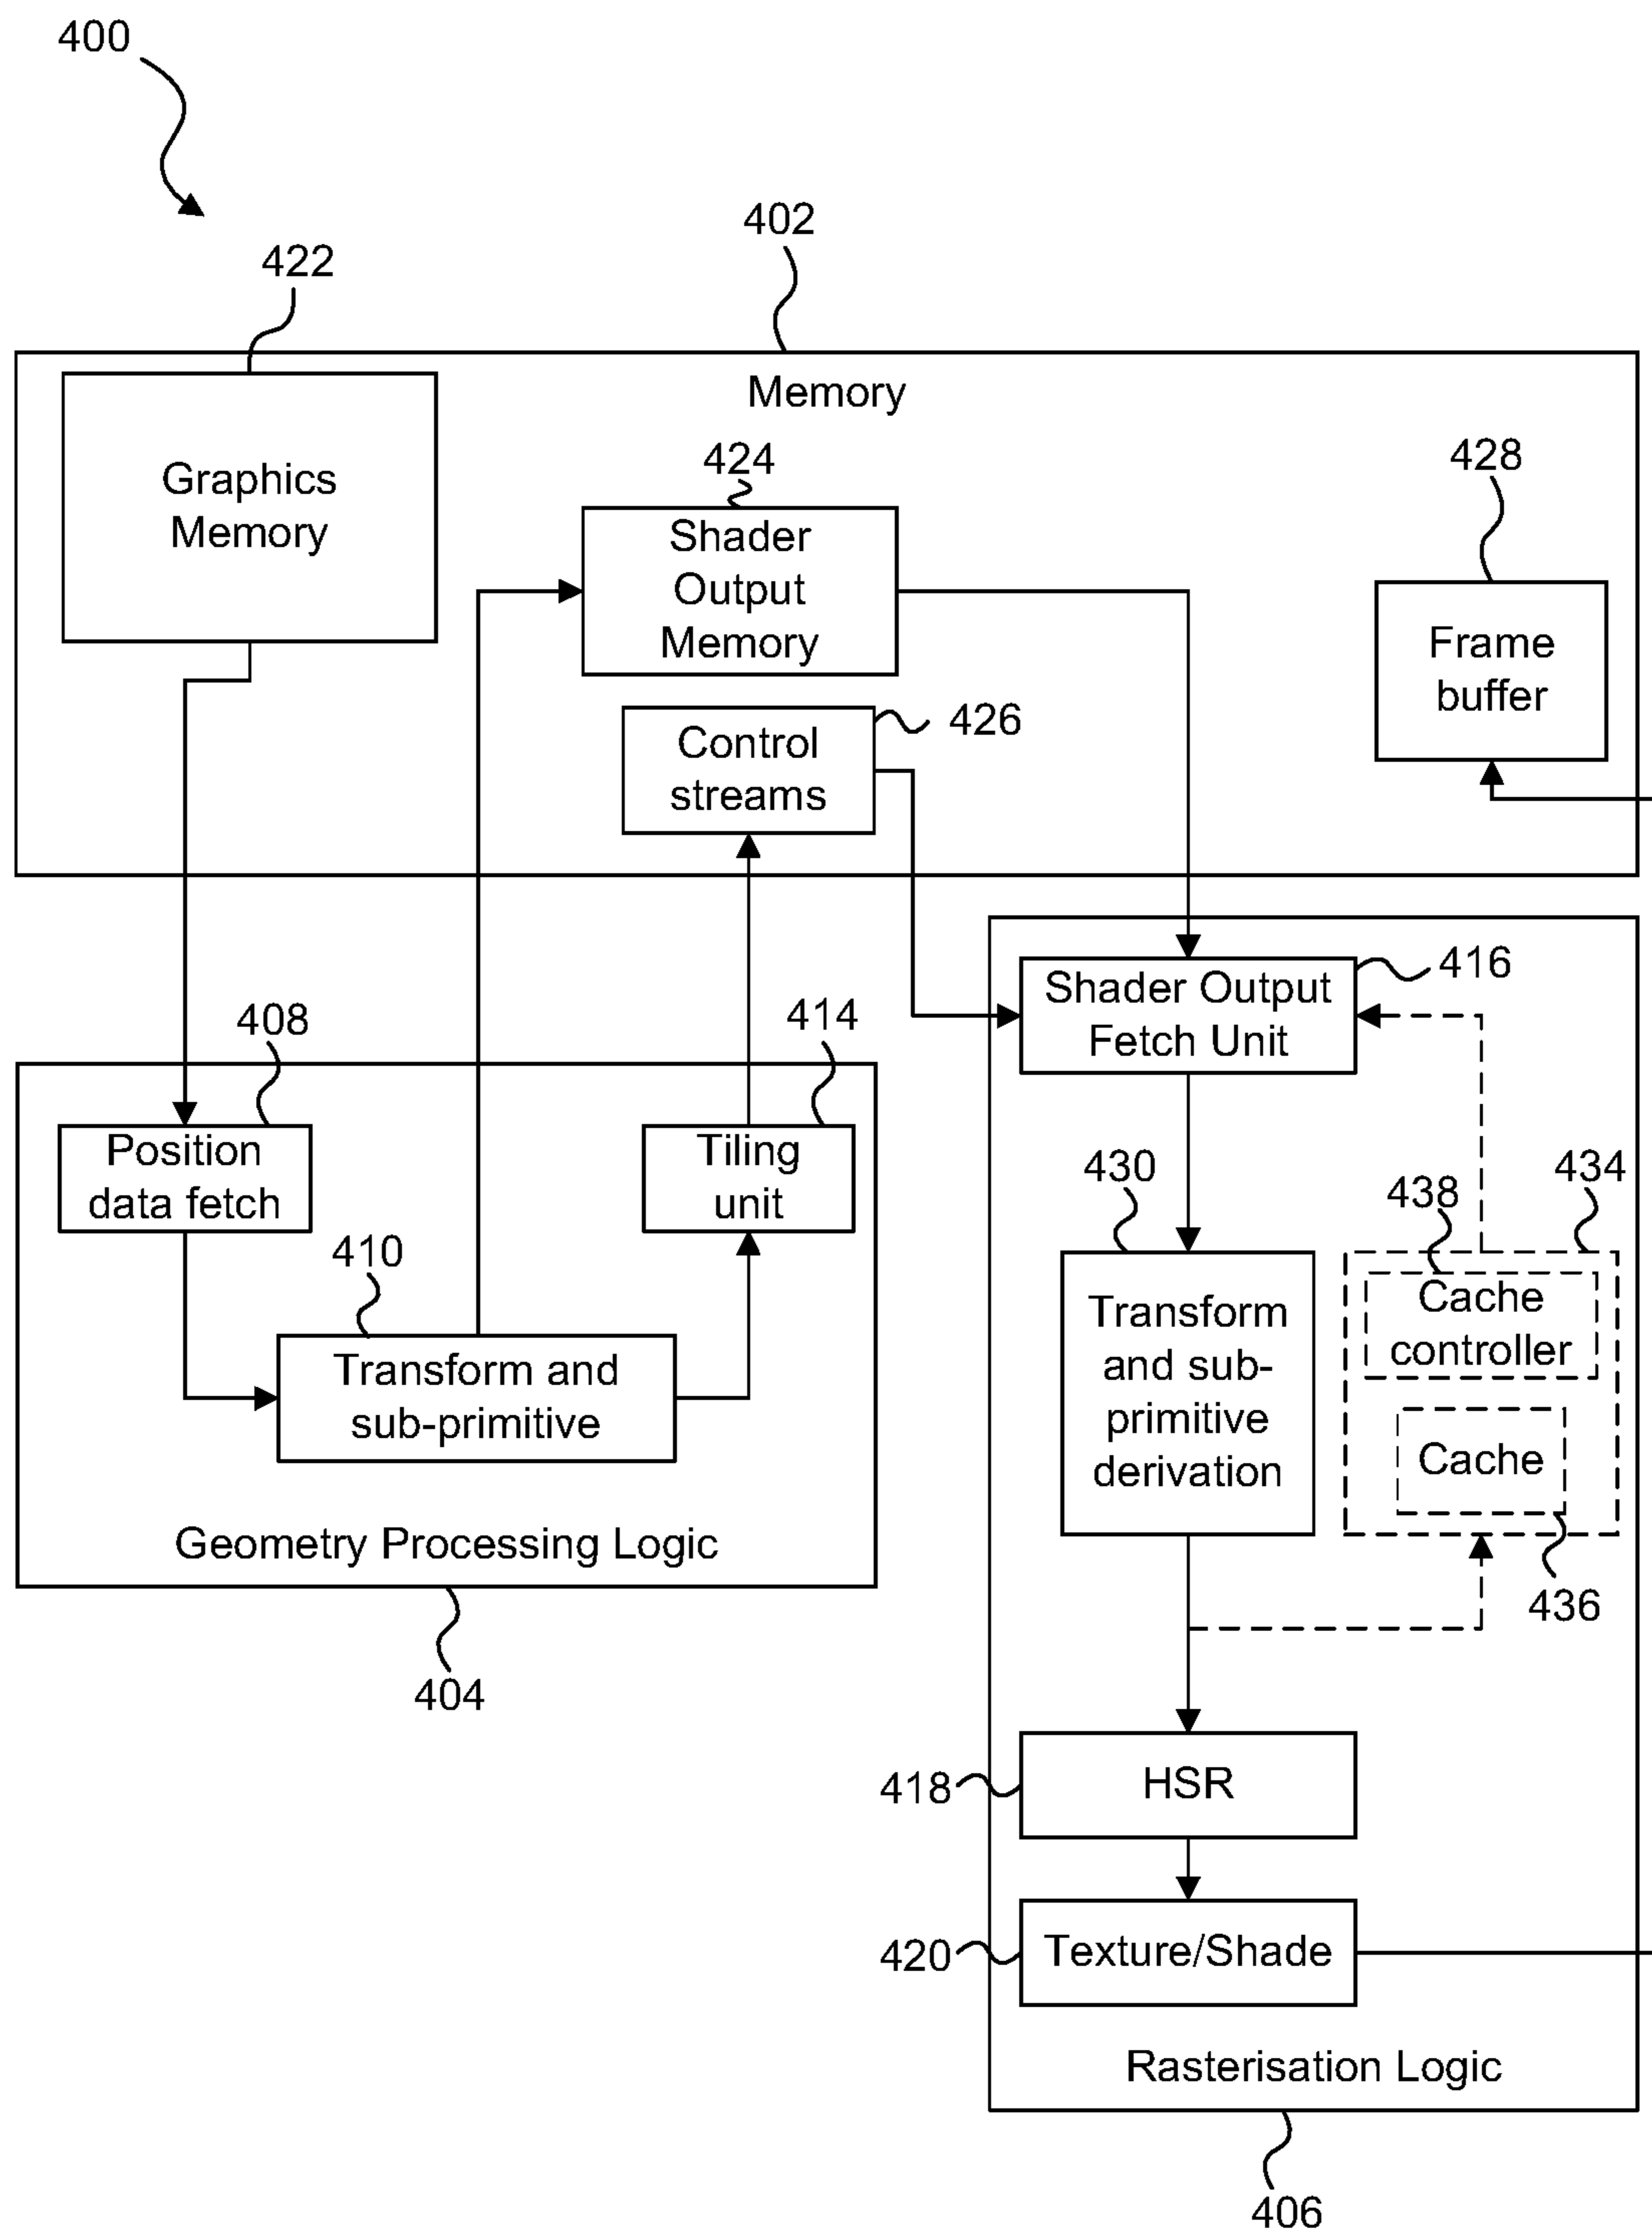 400
402
422
Memory
Graphics
Memory
424
428
Shader
Output
Memory
Frame
buffer
426
Control
streams
416
Shader Output
Fetch Unit
408
414
Position
data fetch
Tiling
unit
430
438
434
410
Transform
and sub-
primitive
derivation
Cache
controller
Cache
Transform and
sub-primitive
Geometry Processing Logic
436
404
418
HSR
420
Texture/Shade
Rasterisation Logic
406